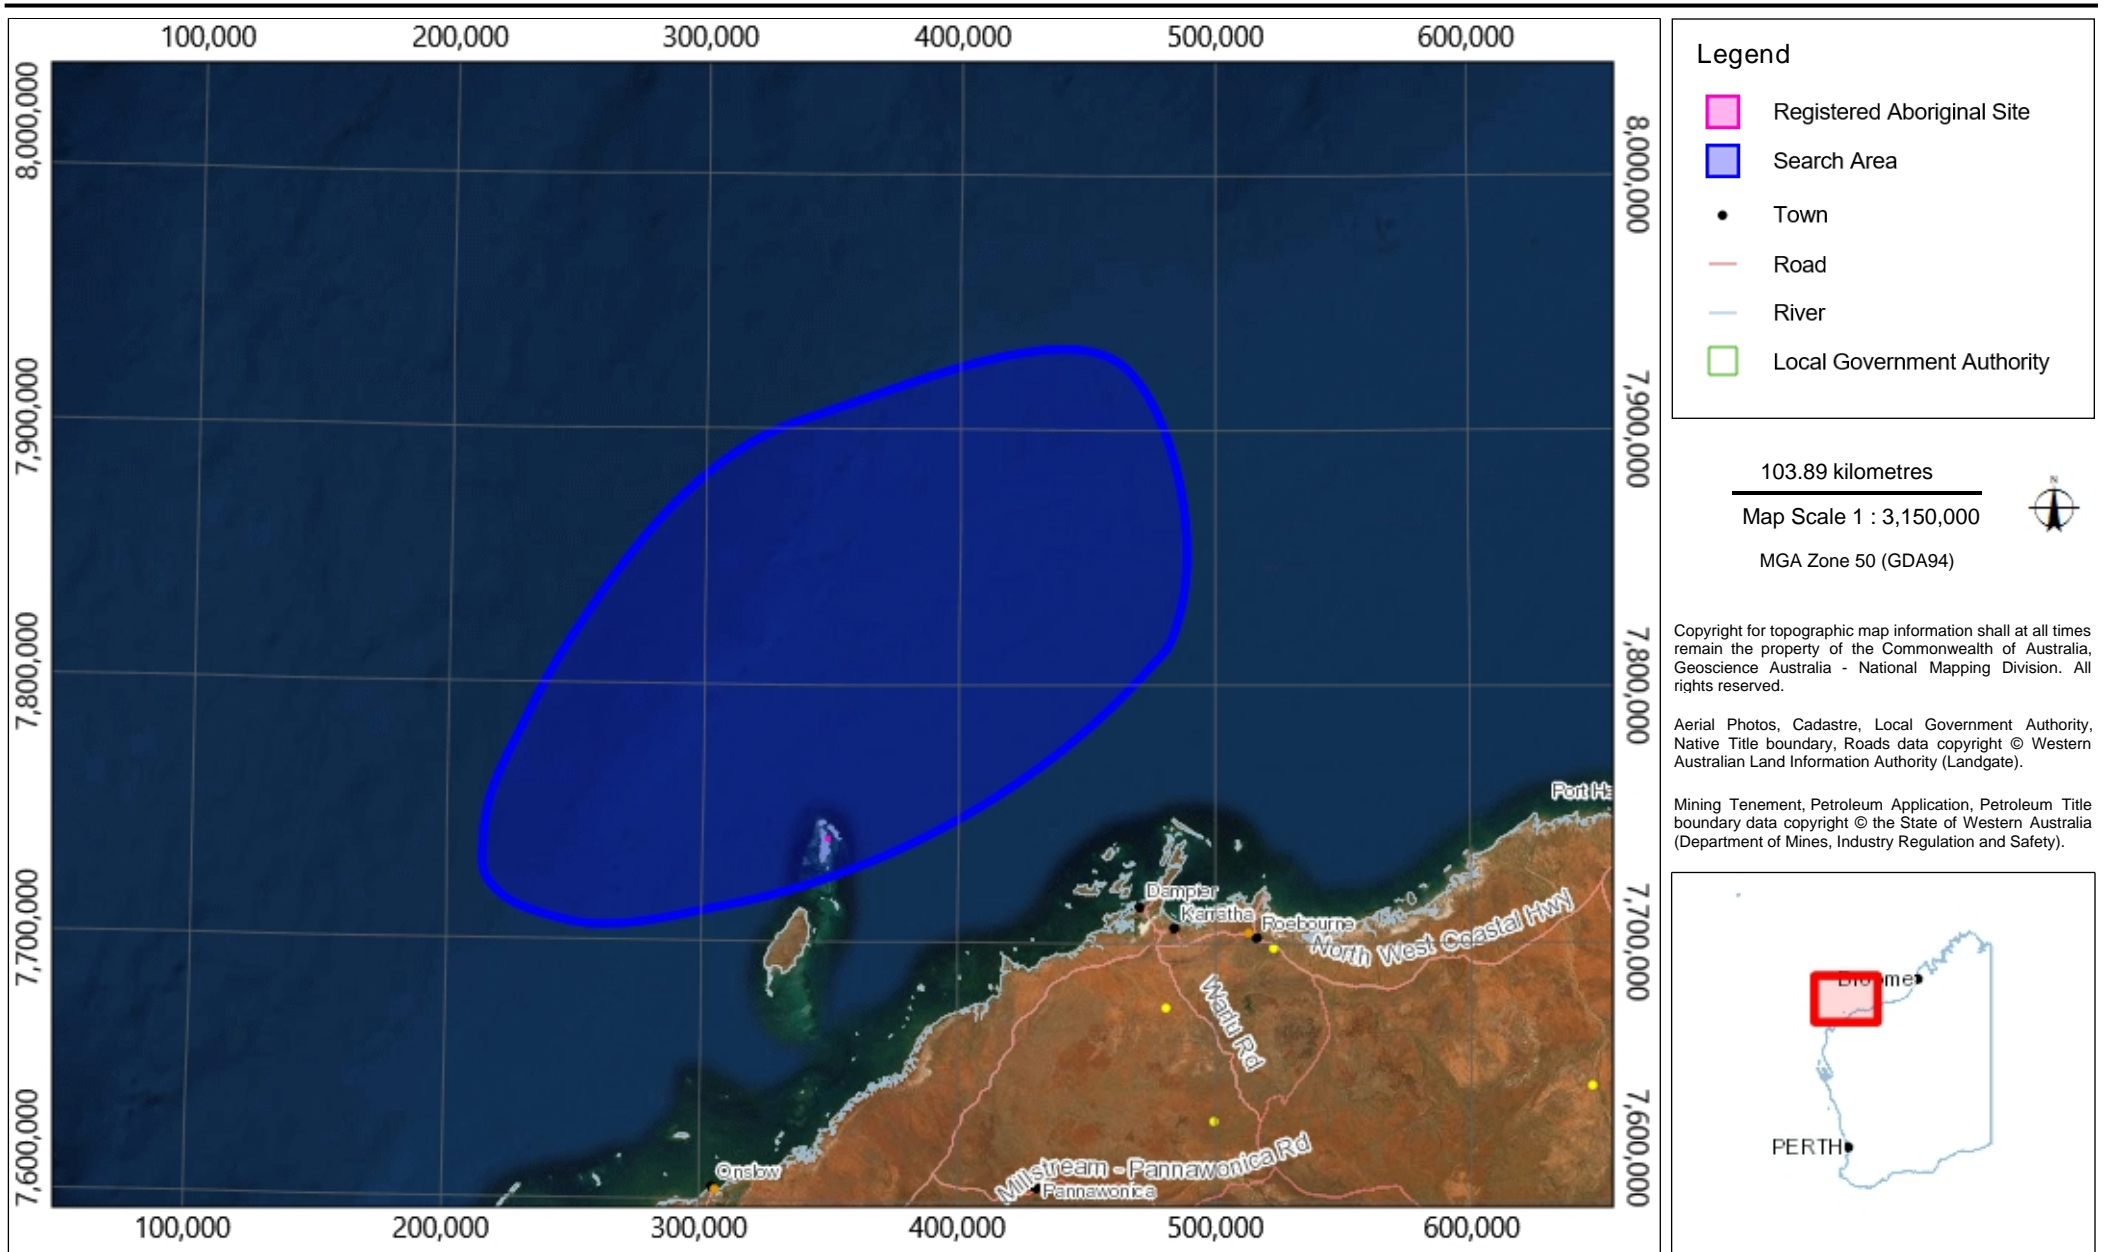 100,000 200,000 300,000 400,000 500,000 600,000
8,000,000
7,900,000
7,800,000
7,700,000
7,600,000
8,000,000
7,900,000
7,800,000
7,700,000
7,600,000
Port He
Dampier
Karratha
Roebourne
North West Coastal Hwy
Warlu Rd
Millstream - Pannawonica Rd
Pannawonica
Onslow
100,000 200,000 300,000 400,000 500,000 600,000
Legend
Registered Aboriginal Site
Search Area
Town
Road
River
Local Government Authority
103.89 kilometres
Map Scale 1 : 3,150,000
MGA Zone 50 (GDA94)
N
Copyright for topographic map information shall at all times
remain the property of the Commonwealth of Australia,
Geoscience Australia - National Mapping Division. All
rights reserved.
Aerial Photos, Cadastre, Local Government Authority,
Native Title boundary, Roads data copyright © Western
Australian Land Information Authority (Landgate).
Mining Tenement, Petroleum Application, Petroleum Title
boundary data copyright © the State of Western Australia
(Department of Mines, Industry Regulation and Safety).
Broome
PERTH